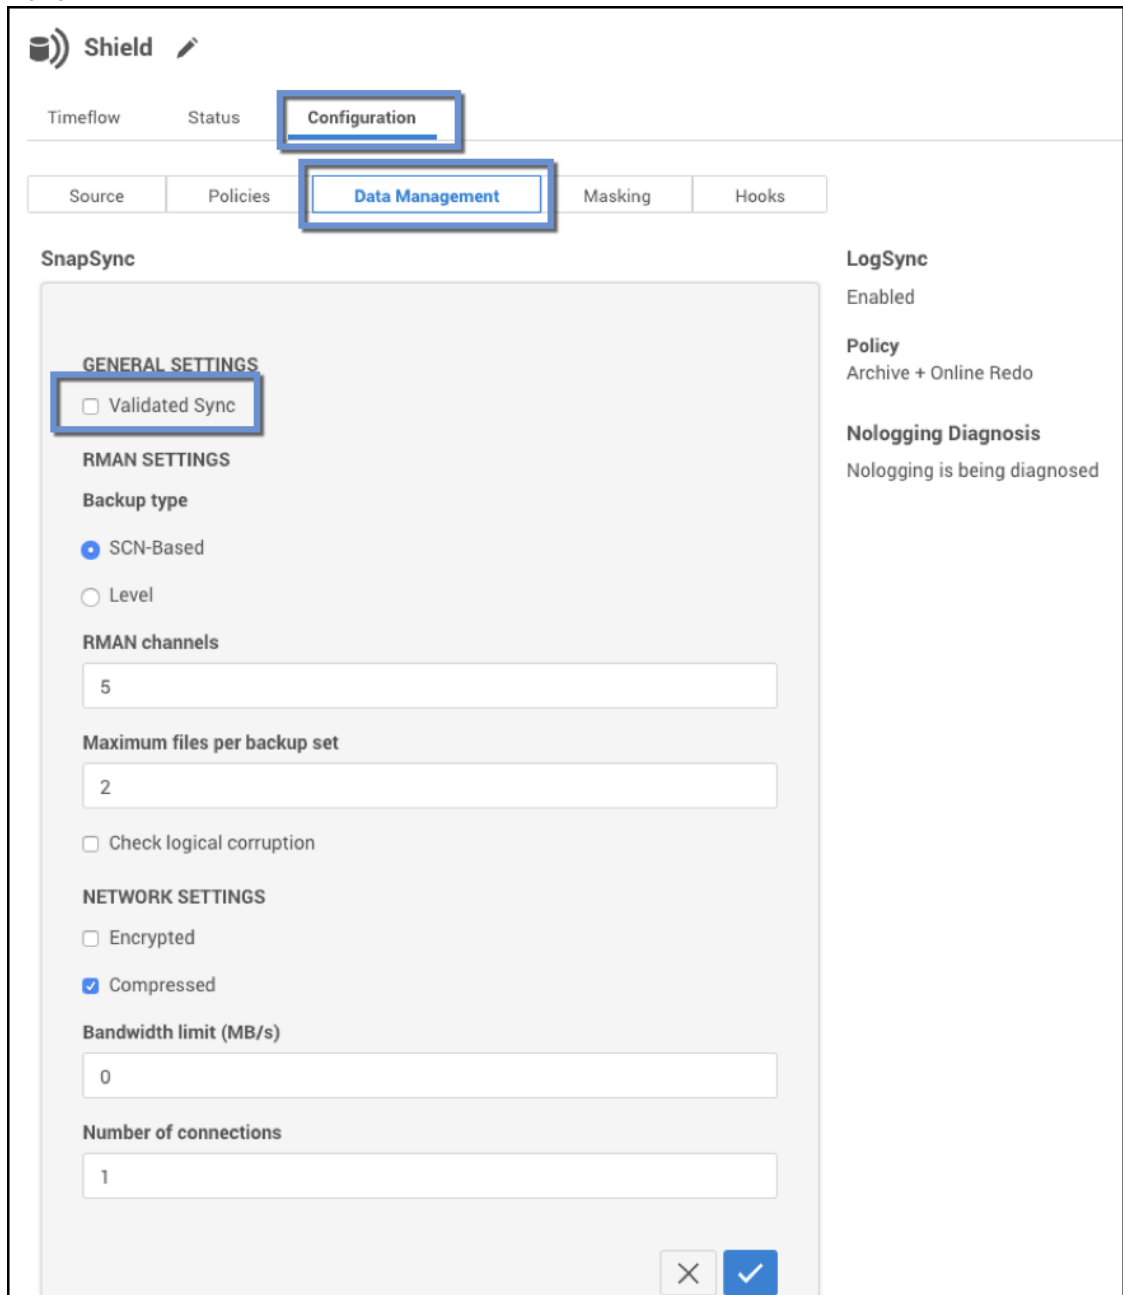 Shield
Timeflow Status Configuration
Source Policies Data Management Masking Hooks
SnapSync
GENERAL SETTINGS
Validated Sync
RMAN SETTINGS
Backup type
SCN-Based
Level
RMAN channels
5
Maximum files per backup set
2
Check logical corruption
NETWORK SETTINGS
Encrypted
Compressed
Bandwidth limit (MB/s)
0
Number of connections
1
LogSync
Enabled
Policy
Archive + Online Redo
Nologging Diagnosis
Nologging is being diagnosed